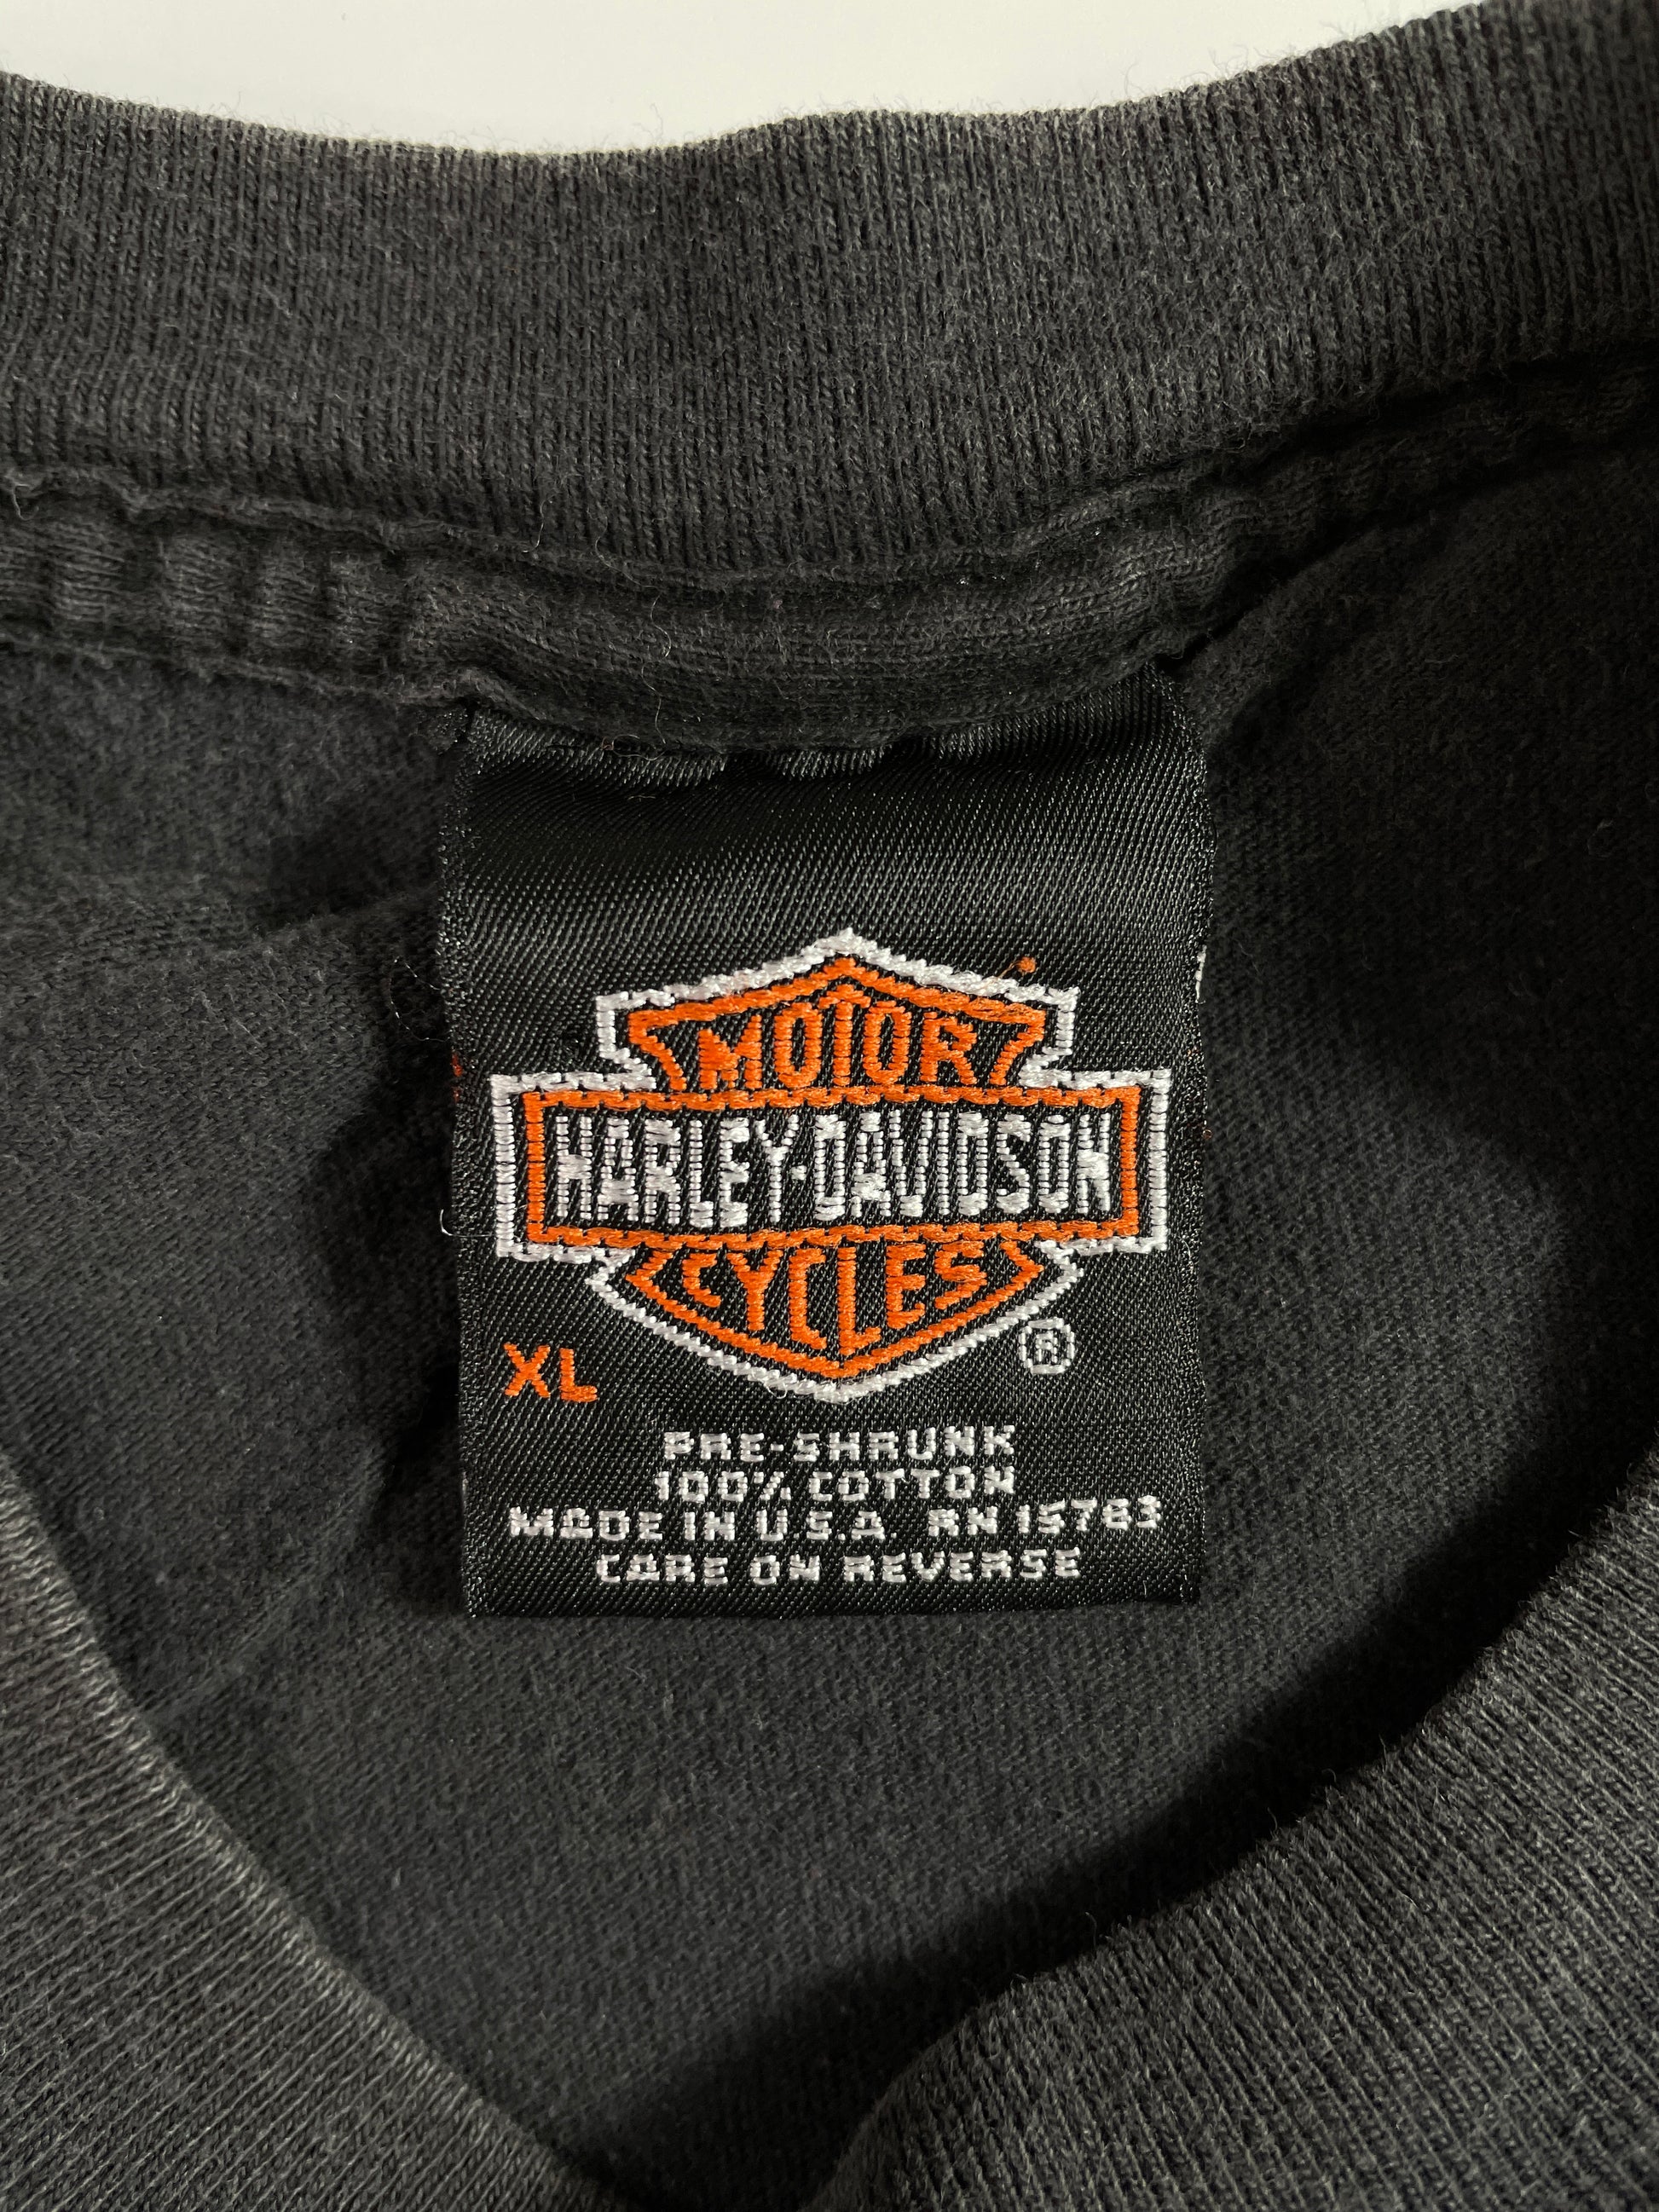 MOTOR
HARLEY-DAVIDSON
CYCLES
®
XL
PRE-SHRUNK
100% COTTON
MADE IN U.S.A RN 15763
CARE ON REVERSE